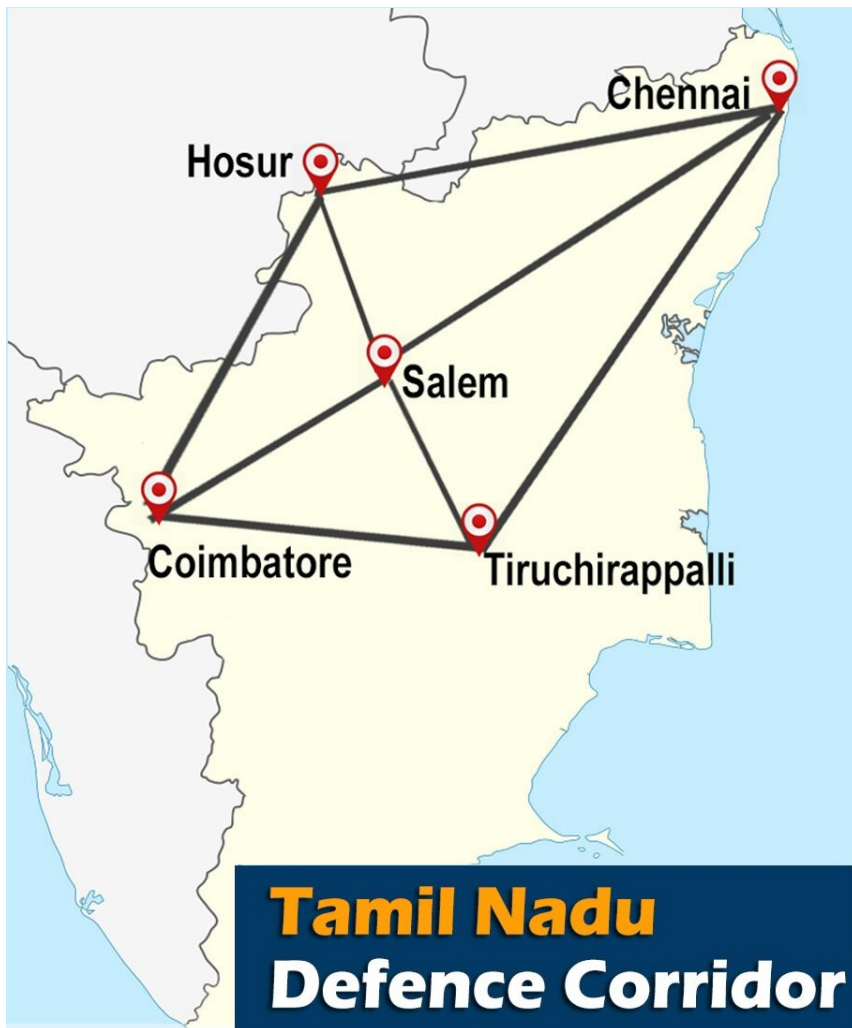 Chennai
Hosur
Salem
Coimbatore
Tiruchirappalli
Tamil Nadu
Defence Corridor